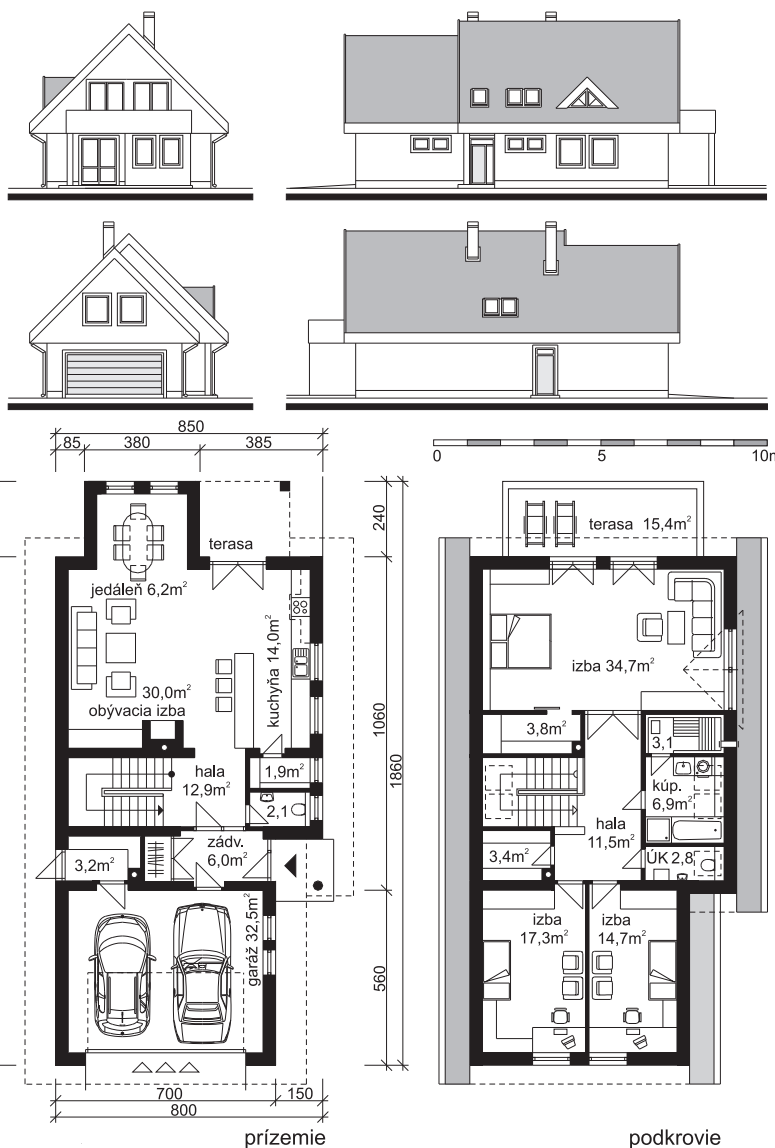 850
85 380 385
0 5 10m
240
1060
1860
560
terasa
jedáleň 6,2m²
kuchyňa 14,0m²
30,0m²
obývacia izba
1,9m²
hala
12,9m²
2,1
zádv.
6,0m²
3,2m²
garáž 32,5m²
700 150
800
prízemie
terasa 15,4m²
izba 34,7m²
3,8m²
3,1
kúp.
6,9m²
hala
11,5m²
3,4m²
ÚK 2,8
izba
17,3m²
izba
14,7m²
podkrovie